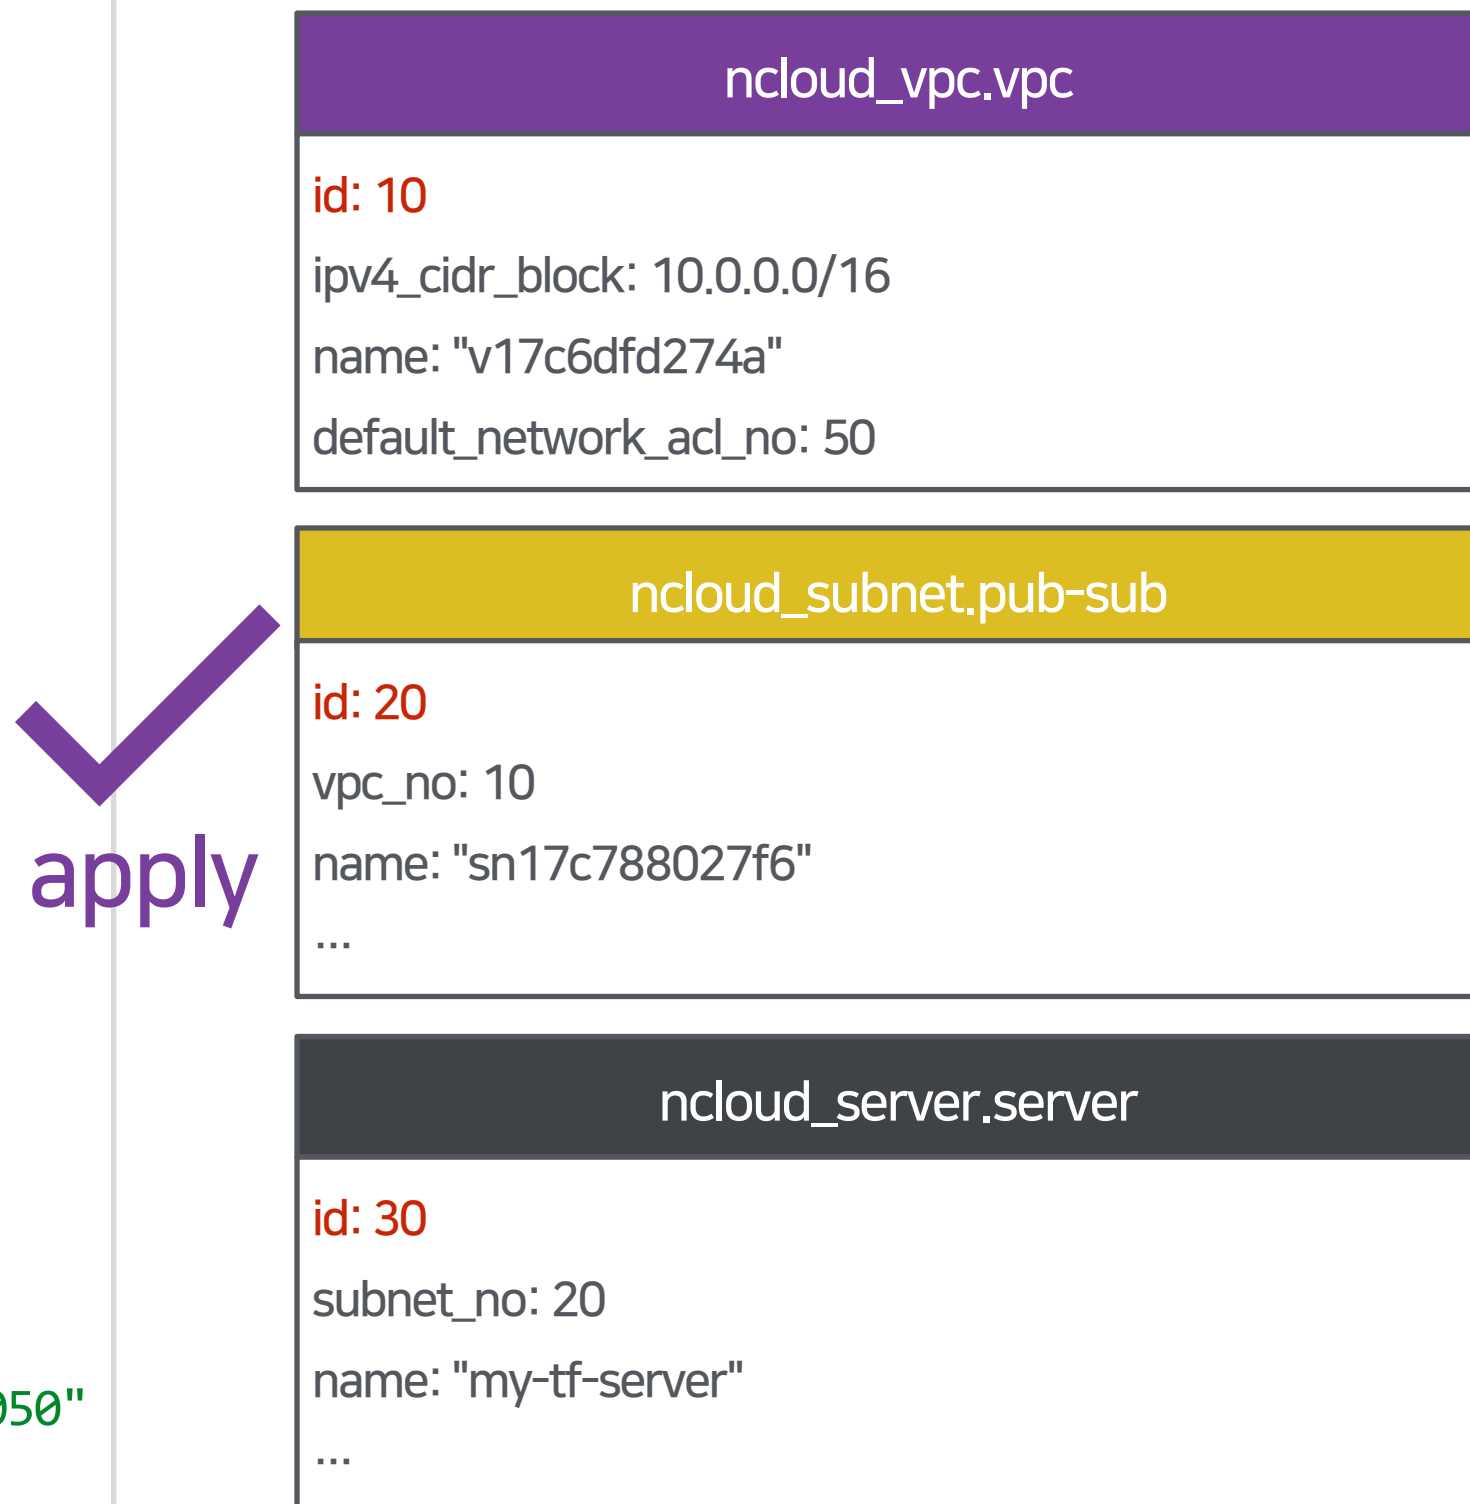 ncloud_vpc.vpc
id: 10
ipv4_cidr_block: 10.0.0.0/16
name: "v17c6dfd274a"
default_network_acl_no: 50
ncloud_subnet.pub-sub
id: 20
vpc_no: 10
name: "sn17c788027f6"
...
apply
ncloud_server.server
id: 30
subnet_no: 20
name: "my-tf-server"
...
50"